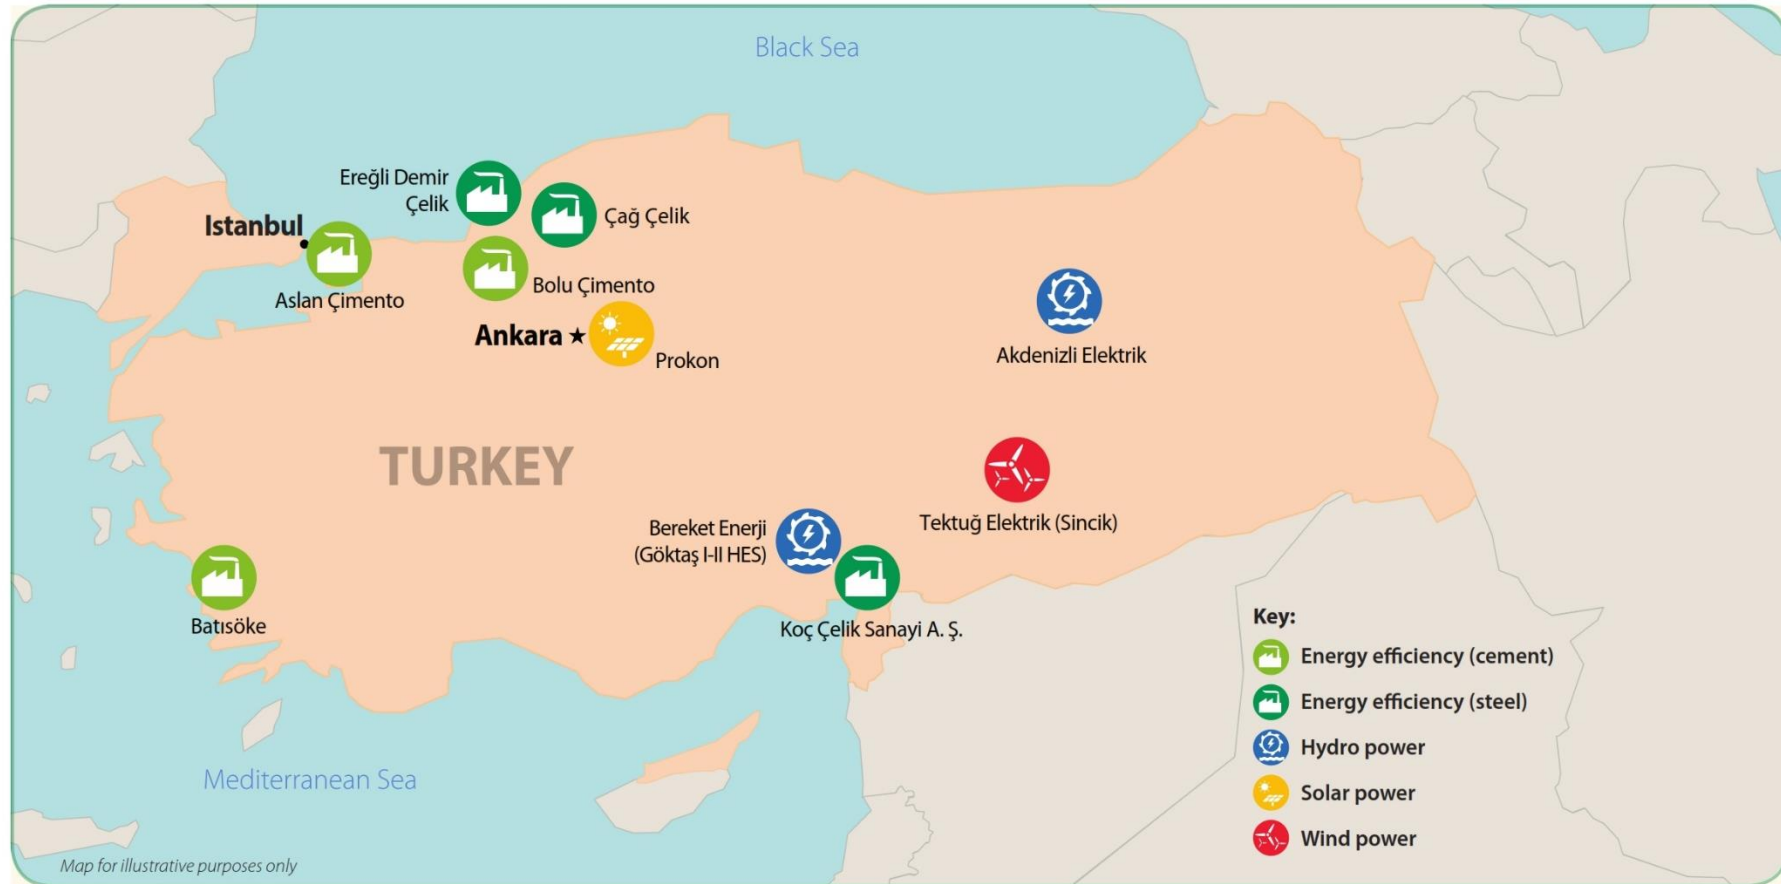 Black Sea
Ereğli Demir
Çelik
Çağ Çelik
Istanbul
Aslan Çimento
Bolu Çimento
Ankara
Prokon
Akdenizli Elektrik
TURKEY
Tektuğ Elektrik (Sincik)
Bereket Enerji
(Göktaş I-II HES)
Batısöke
Koç Çelik Sanayi A. Ş.
Mediterranean Sea
Key:
Energy efficiency (cement)
Energy efficiency (steel)
Hydro power
Solar power
Wind power
Map for illustrative purposes only